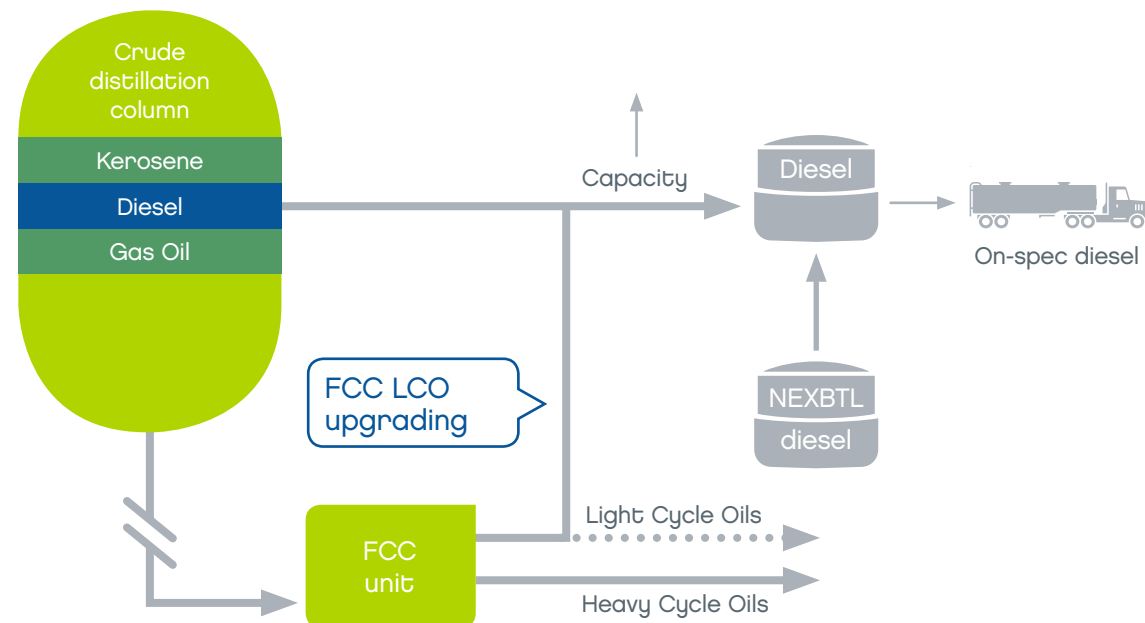 Crude
distillation
column
Kerosene
Diesel
Gas Oil
Capacity
Diesel
On-spec diesel
FCC LCO
upgrading
NEXBTL
diesel
Light Cycle Oils
FCC
unit
Heavy Cycle Oils